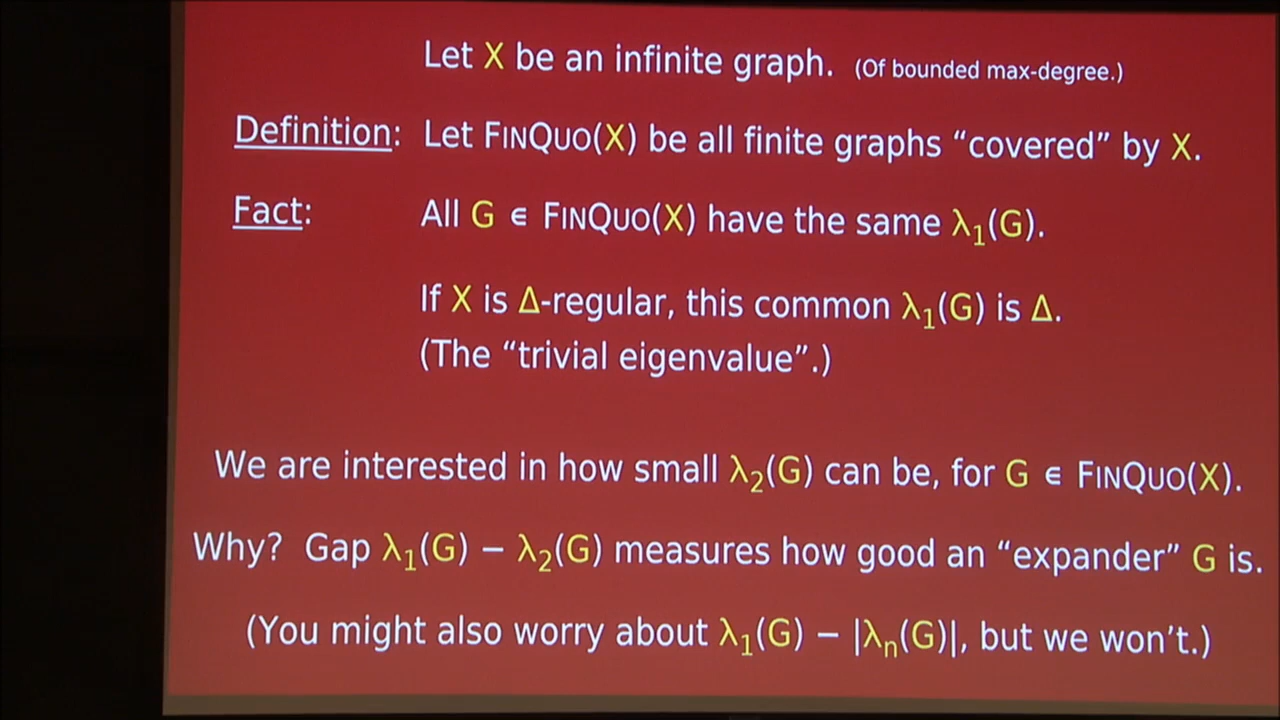 Let X be an infinite graph. (Of bounded max-degree.)
Definition: Let FINQUO(X) be all finite graphs “covered” by X.
Fact: All G ∈ FINQUO(X) have the same λ₁(G).
If X is Δ-regular, this common λ₁(G) is Δ.
(The “trivial eigenvalue”.)
We are interested in how small λ₂(G) can be, for G ∈ FINQUO(X).
Why? Gap λ₁(G) − λ₂(G) measures how good an “expander” G is.
(You might also worry about λ₁(G) − |λₙ(G)|, but we won’t.)